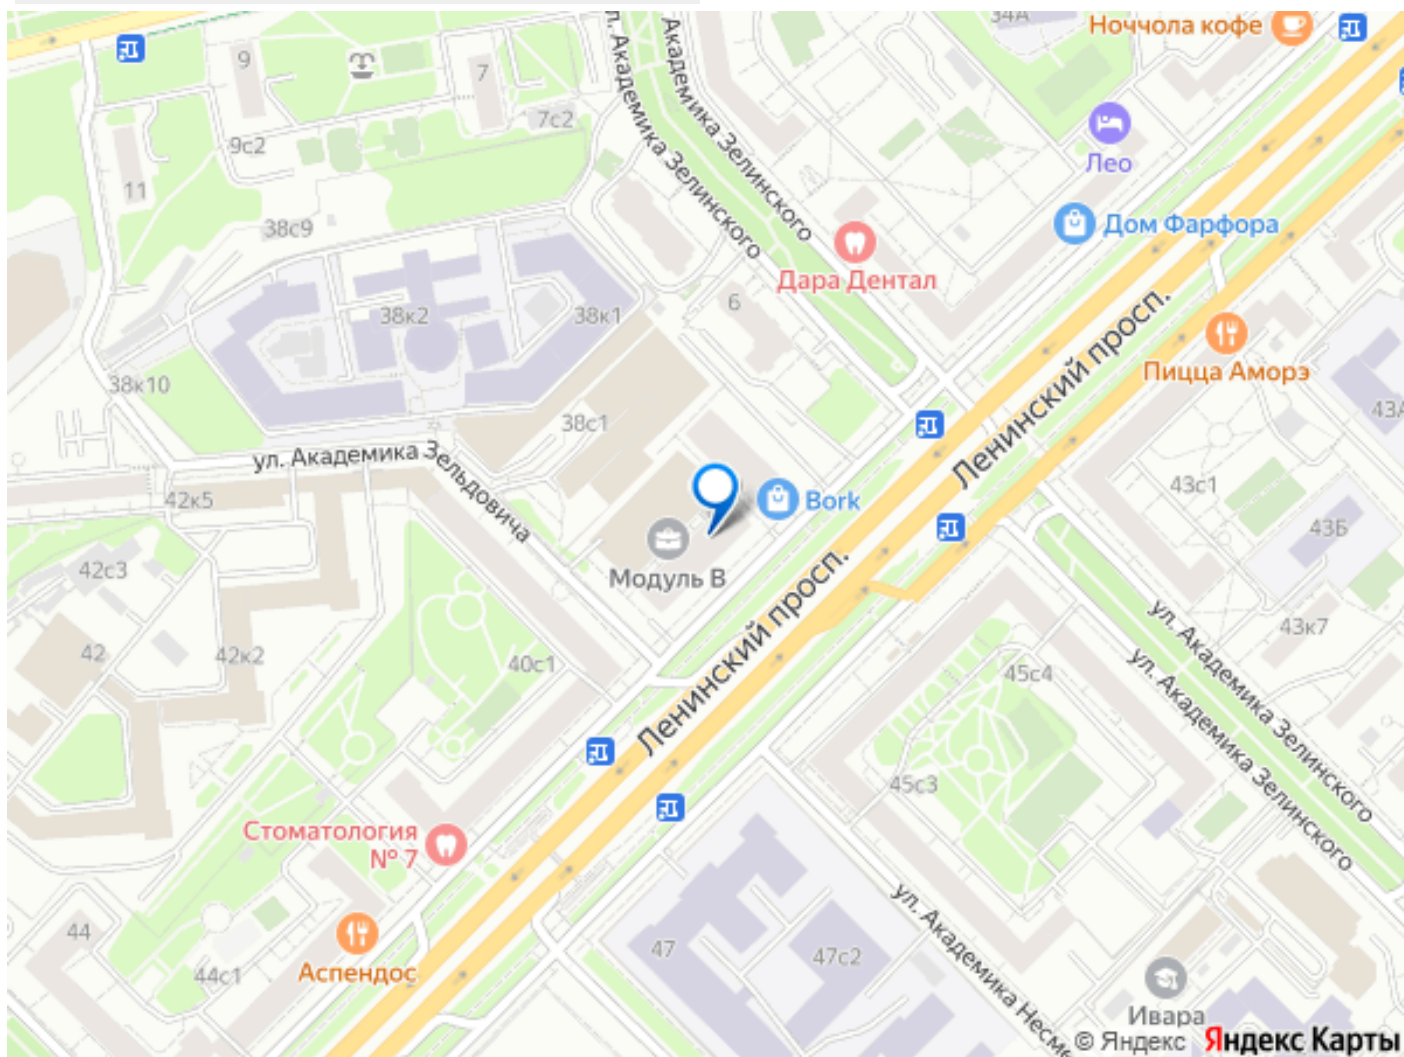 34А
Ноччола кофе
9
7
7с2
9с2
11
38с9
ул. Академика Зелинского
Академика Зелинского
Лео
Дом Фарфора
Дара Дентал
6
38к2
38к1
38к10
38с1
Ленинский просп.
Пицца Аморэ
43А
43с1
43Б
43к7
ул. Академика Зельдовича
42к5
42с3
42
42к2
40с1
Bork
Модуль В
Ленинский просп.
45с4
45с3
ул. Академика Зелинского
ул. Академика Зелинского
Стоматология
№ 7
44
44с1
Аспендос
47
47с2
ул. Академика Несме
Ивара
© Яндекс Яндекс Карты